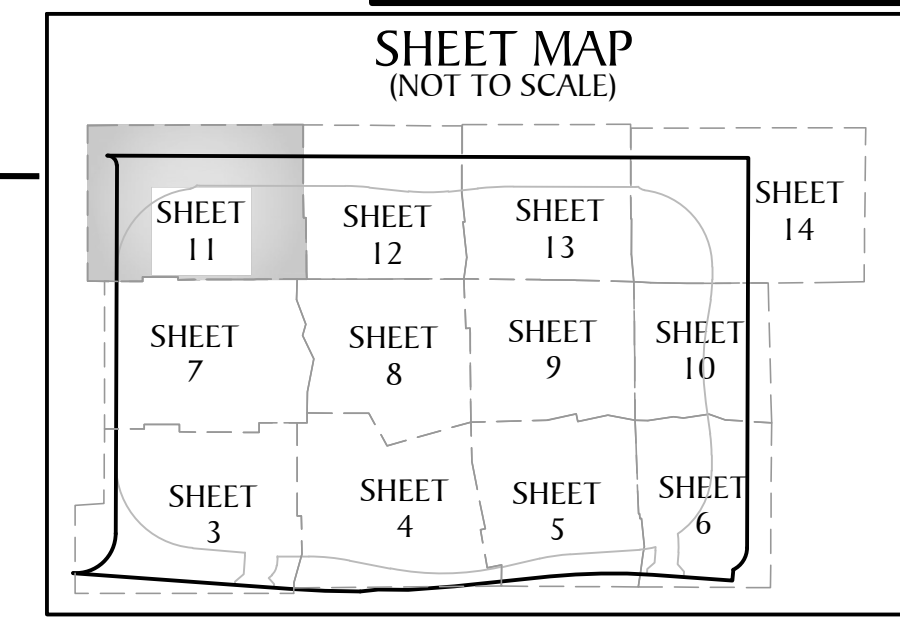 SHEET MAP
(NOT TO SCALE)
SHEET
11
SHEET
12
SHEET
13
SHEET
14
SHEET
7
SHEET
8
SHEET
9
SHEET
10
SHEET
3
SHEET
4
SHEET
5
SHEET
6